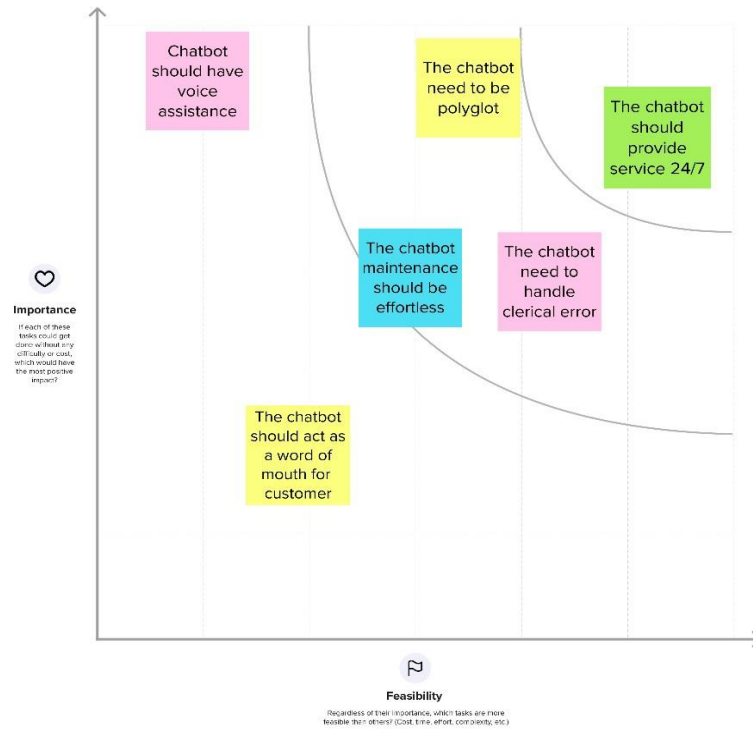 Chatbot
should have
voice
assistance
The chatbot
need to be
polyglot
The chatbot
should
provide
service 24/7
The chatbot
maintenance
should be
effortless
The chatbot
need to
handle
clerical error
Importance
If each of these
tasks could get
done without any
difficulty or cost,
which would have
the most positive
impact?
The chatbot
should act as
a word of
mouth for
customer
Feasibility
Regardless of their importance, which tasks are more
feasible than others? (Cost, time, effort, complexity, etc.)